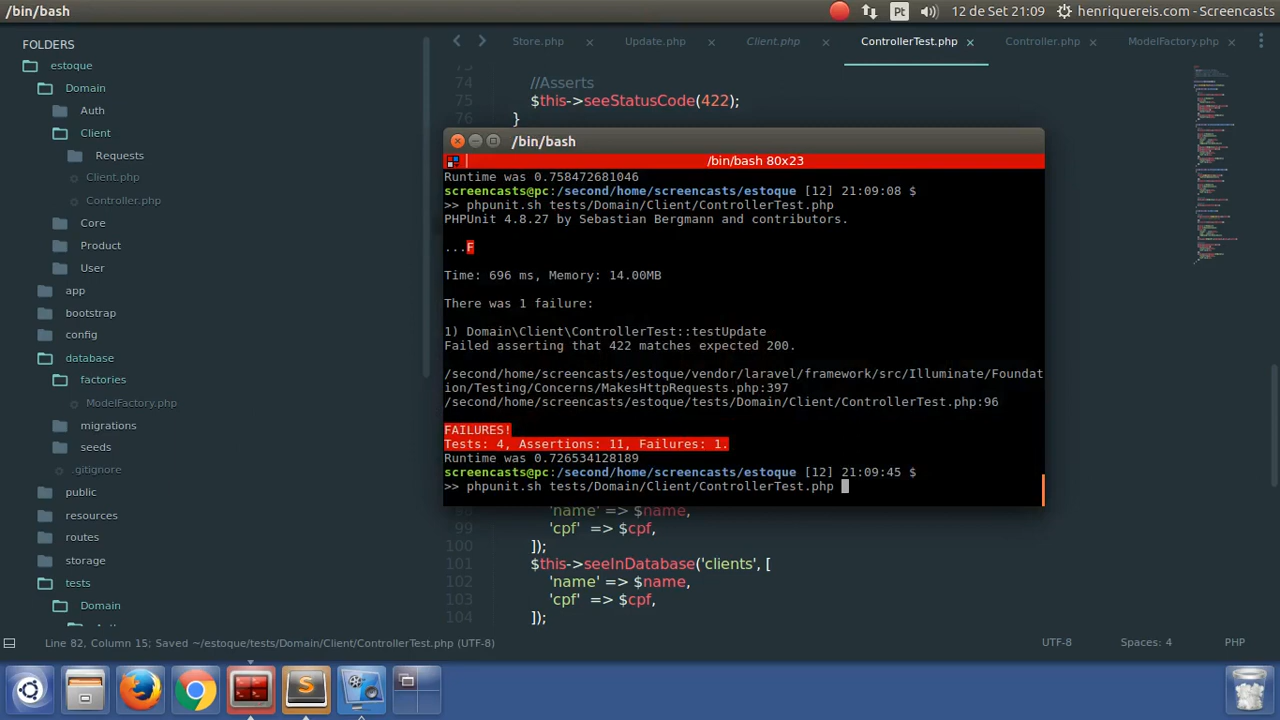 /bin/bash
Pt
12 de Set 21:09
henriquereis.com - Screencasts
FOLDERS
estoque
Domain
Auth
Client
Requests
Client.php
Controller.php
Core
Product
User
app
bootstrap
config
database
factories
ModelFactory.php
migrations
seeds
.gitignore
public
resources
routes
storage
tests
Domain
Store.php
Update.php
Client.php
ControllerTest.php
Controller.php
ModelFactory.php
74 //Asserts
75 $this->seeStatusCode(422);
76 }
/bin/bash
/bin/bash 80x23
Runtime was 0.758472681046
screencasts@pc:/second/home/screencasts/estoque [12] 21:09:08 $
>> phpunit.sh tests/Domain/Client/ControllerTest.php
PHPUnit 4.8.27 by Sebastian Bergmann and contributors.
...F
Time: 696 ms, Memory: 14.00MB
There was 1 failure:
1) Domain\Client\ControllerTest::testUpdate
Failed asserting that 422 matches expected 200.
/second/home/screencasts/estoque/vendor/laravel/framework/src/Illuminate/Foundat
ion/Testing/Concerns/MakesHttpRequests.php:397
/second/home/screencasts/estoque/tests/Domain/Client/ControllerTest.php:96
FAILURES!
Tests: 4, Assertions: 11, Failures: 1.
Runtime was 0.726534128189
screencasts@pc:/second/home/screencasts/estoque [12] 21:09:45 $
>> phpunit.sh tests/Domain/Client/ControllerTest.php
'name' => $name,
99 'cpf' => $cpf,
100 ]);
101 $this->seeInDatabase('clients', [
102 'name' => $name,
103 'cpf' => $cpf,
104 ]);
Line 82, Column 15; Saved ~/estoque/tests/Domain/Client/ControllerTest.php (UTF-8)
UTF-8
Spaces: 4
PHP